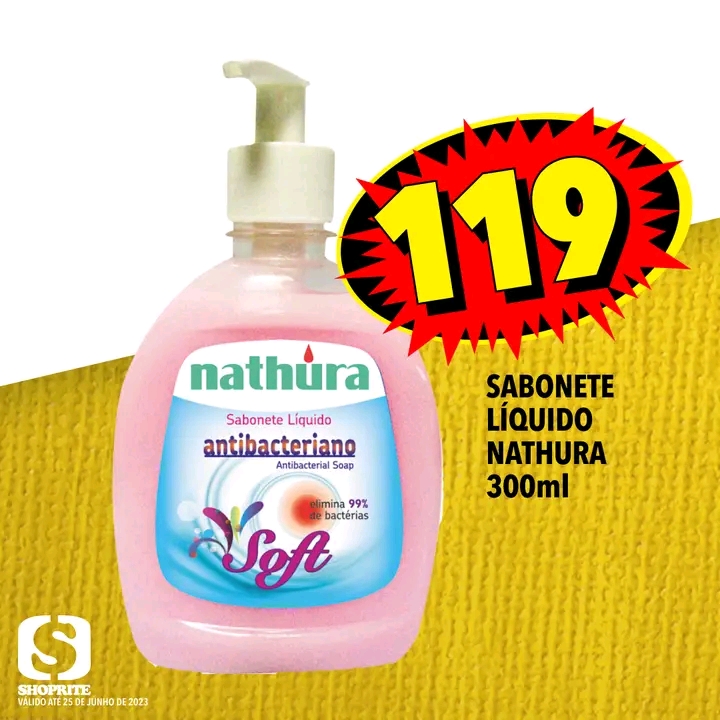 119
SABONETE
LÍQUIDO
NATHURA
300ml
nathura
Sabonete Líquido
antibacteriano
Antibacterial Soap
elimina 99%
de bactérias
Soft
S
SHOPRITE
VÁLIDO ATÉ 25 DE JUNHO DE 2023